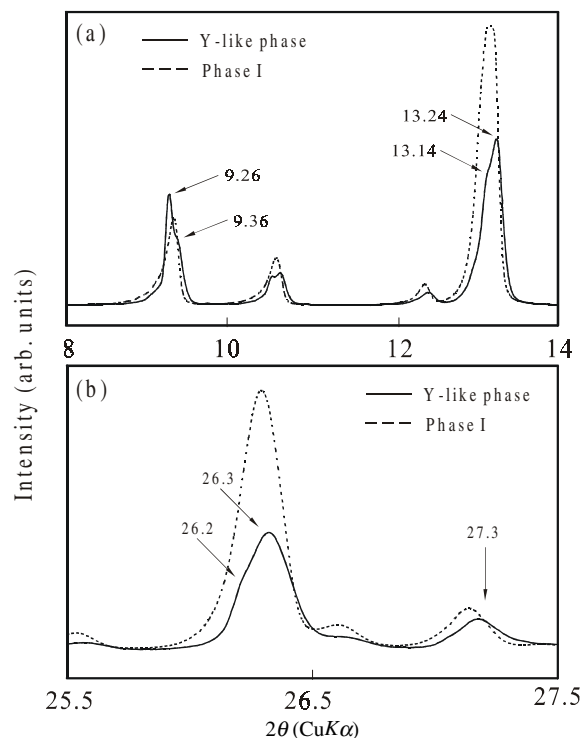 (a)
Y-like phase
Phase I
9.26
9.36
13.24
13.14
8 10 12 14
(b)
Y-like phase
Phase I
26.3
26.2
27.3
25.5 26.5 27.5
2θ (CuKα)
Intensity (arb. units)